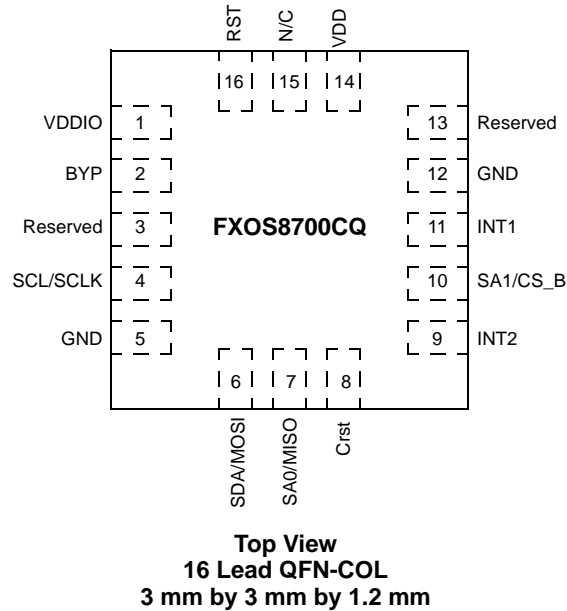 RST
N/C
VDD
16
15
14
VDDIO 1
13 Reserved
BYP 2
12 GND
Reserved 3
FXOS8700CQ
11 INT1
SCL/SCLK 4
10 SA1/CS_B
GND 5
9 INT2
6
7
8
SDA/MOSI
SA0/MISO
Crst
Top View
16 Lead QFN-COL
3 mm by 3 mm by 1.2 mm